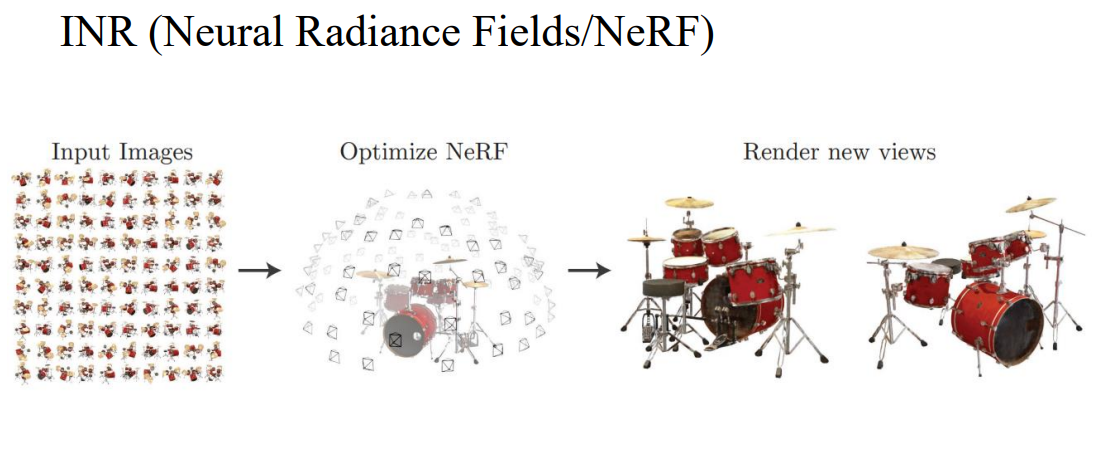 INR (Neural Radiance Fields/NeRF)
Input Images
Optimize NeRF
Render new views